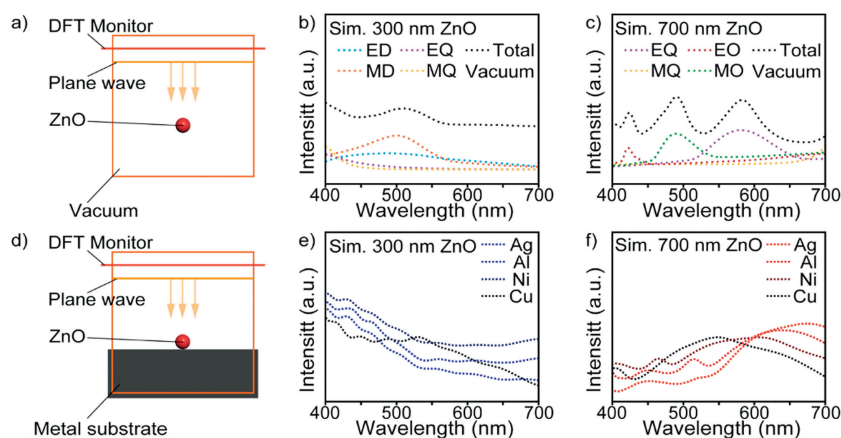 a)
DFT Monitor
Plane wave
ZnO
Vacuum
b)
Sim. 300 nm ZnO
ED EQ Total
MD MQ Vacuum
Intensitt (a.u.)
400 500 600 700
Wavelength (nm)
c)
Sim. 700 nm ZnO
EQ EO Total
MQ MO Vacuum
Intensitt (a.u.)
400 500 600 700
Wavelength (nm)
d)
DFT Monitor
Plane wave
ZnO
Metal substrate
e)
Sim. 300 nm ZnO
Ag
Al
Ni
Cu
Intensitt (a.u.)
400 500 600 700
Wavelength (nm)
f)
Sim. 700 nm ZnO
Ag
Al
Ni
Cu
Intensitt (a.u.)
400 500 600 700
Wavelength (nm)